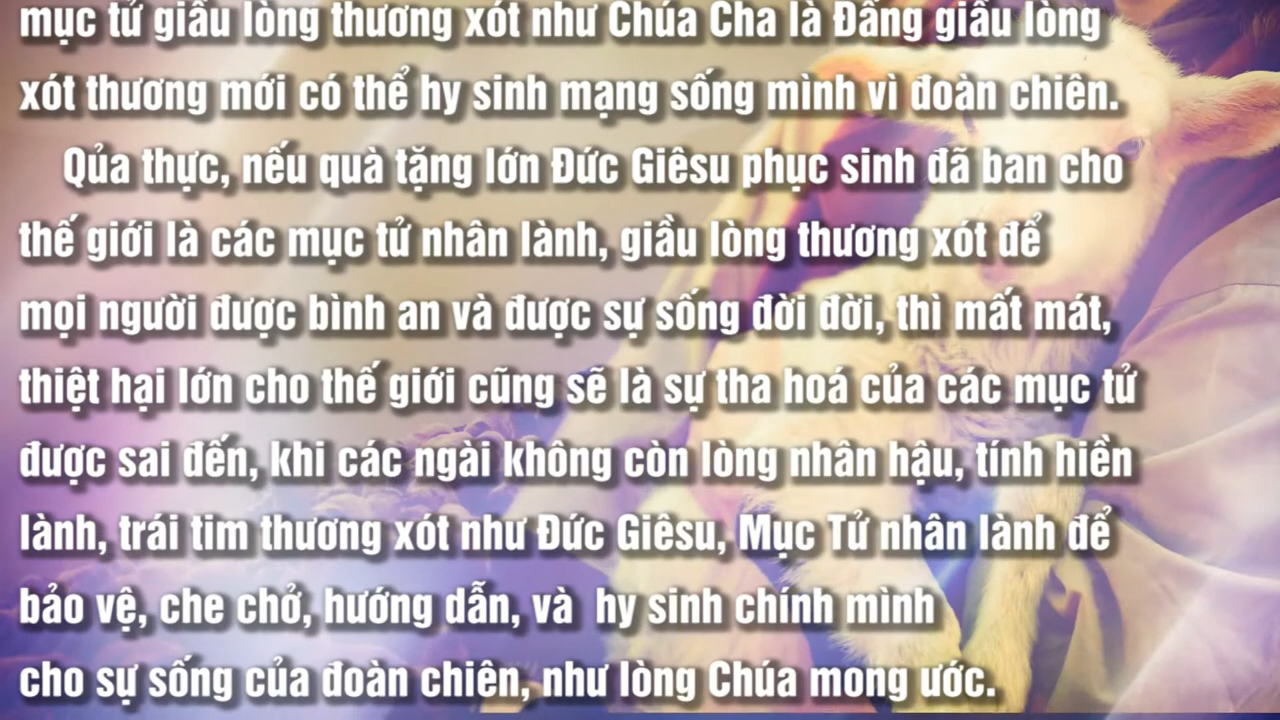 mục tử giầu lòng thương xót như Chúa Cha là Đấng giầu lòng
xót thương mới có thể hy sinh mạng sống mình vì đoàn chiên.
Qủa thực, nếu quà tặng lớn Đức Giêsu phục sinh đã ban cho
thế giới là các mục tử nhân lành, giầu lòng thương xót để
mọi người được bình an và được sự sống đời đời, thì mất mát,
thiệt hại lớn cho thế giới cũng sẽ là sự tha hoá của các mục tử
được sai đến, khi các ngài không còn lòng nhân hậu, tính hiền
lành, trái tim thương xót như Đức Giêsu, Mục Tử nhân lành để
bảo vệ, che chở, hướng dẫn, và  hy sinh chính mình
cho sự sống của đoàn chiên, như lòng Chúa mong ước.